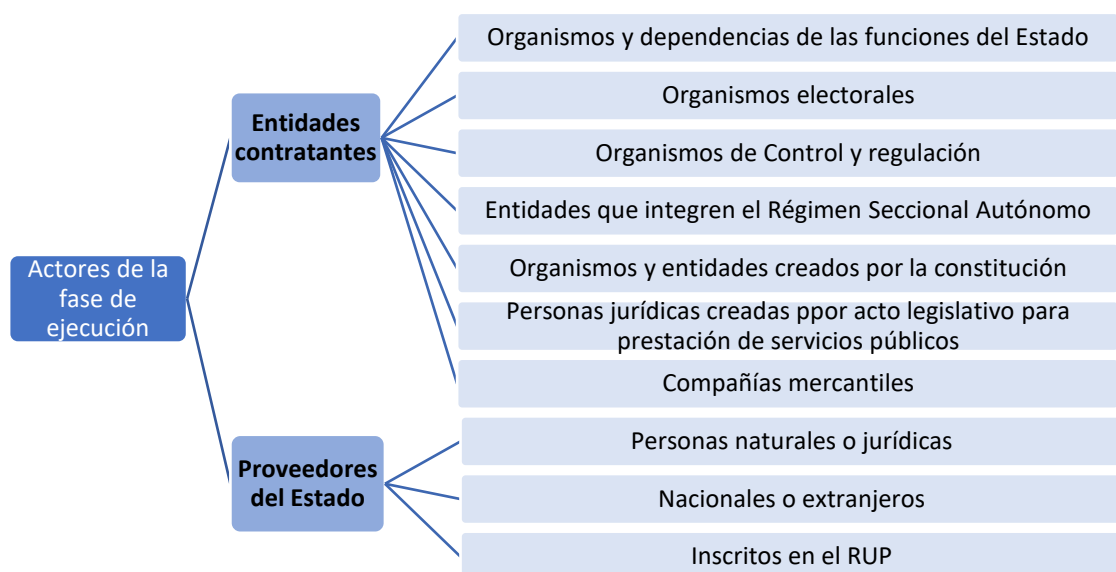 Actores de la
fase de
ejecución
Entidades
contratantes
Organismos y dependencias de las funciones del Estado
Organismos electorales
Organismos de Control y regulación
Entidades que integren el Régimen Seccional Autónomo
Organismos y entidades creados por la constitución
Personas jurídicas creadas ppor acto legislativo para
prestación de servicios públicos
Compañías mercantiles
Proveedores
del Estado
Personas naturales o jurídicas
Nacionales o extranjeros
Inscritos en el RUP